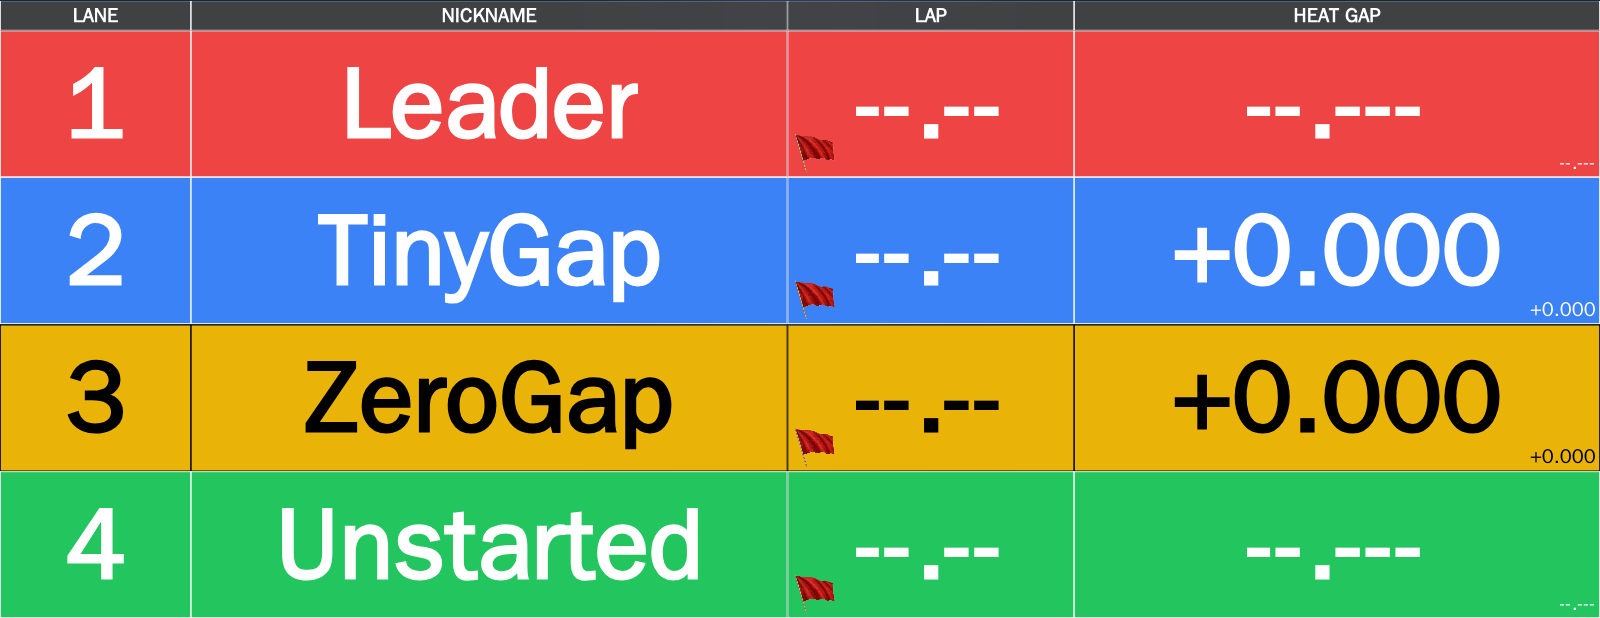 LANE NICKNAME LAP HEAT GAP
1 Leader --.-- --.---
--.---
2 TinyGap --.-- +0.000
+0.000
3 ZeroGap --.-- +0.000
+0.000
4 Unstarted --.-- --.---
--.---